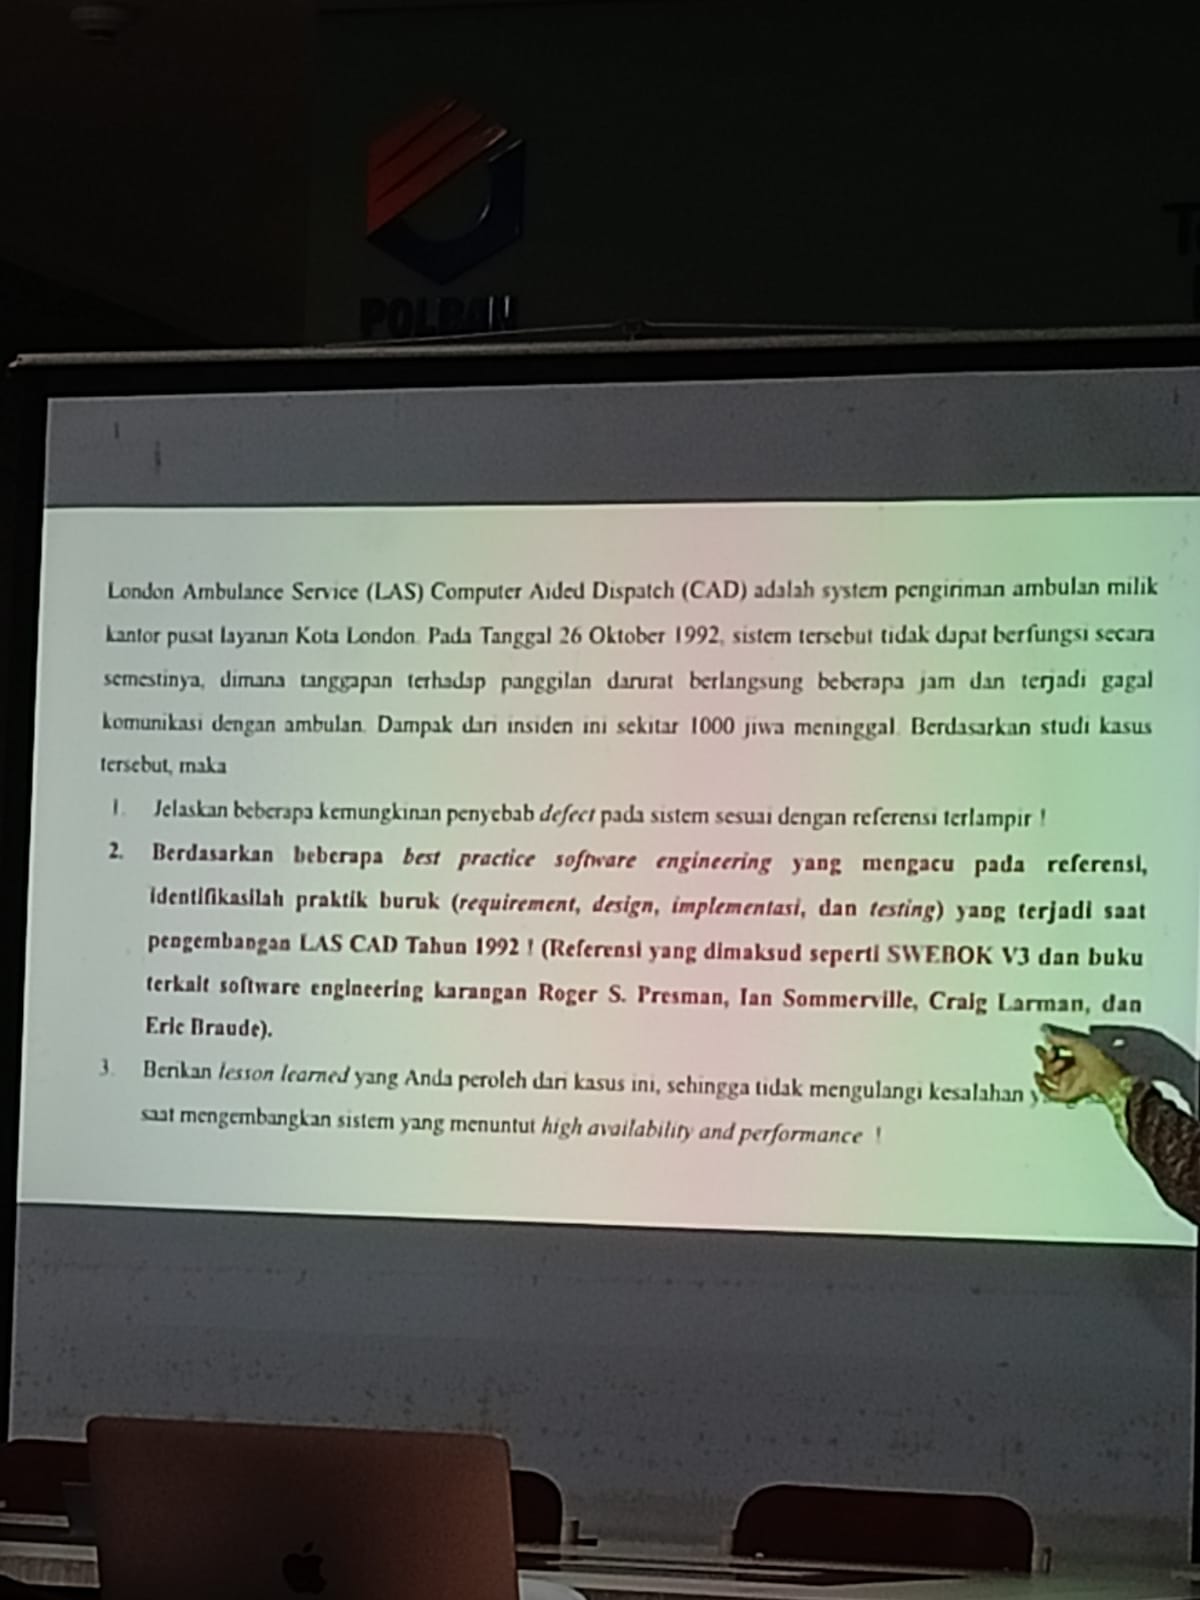 POLBAN
London Ambulance Service (LAS) Computer Aided Dispatch (CAD) adalah system pengiriman ambulan milik
kantor pusat layanan Kota London. Pada Tanggal 26 Oktober 1992, sistem tersebut tidak dapat berfungsi secara
semestinya, dimana tanggapan terhadap panggilan darurat berlangsung beberapa jam dan terjadi gagal
komunikasi dengan ambulan. Dampak dari insiden ini sekitar 1000 jiwa meninggal. Berdasarkan studi kasus
tersebut, maka
1. Jelaskan beberapa kemungkinan penyebab defect pada sistem sesuai dengan referensi terlampir !
2. Berdasarkan beberapa best practice software engineering yang mengacu pada referensi,
identifikasilah praktik buruk (requirement, design, implementasi, dan testing) yang terjadi saat
pengembangan LAS CAD Tahun 1992 ! (Referensi yang dimaksud seperti SWEBOK V3 dan buku
terkait software engineering karangan Roger S. Presman, Ian Sommerville, Craig Larman, dan
Eric Braude).
3. Berikan lesson learned yang Anda peroleh dari kasus ini, sehingga tidak mengulangi kesalahan
saat mengembangkan sistem yang menuntut high availability and performance !